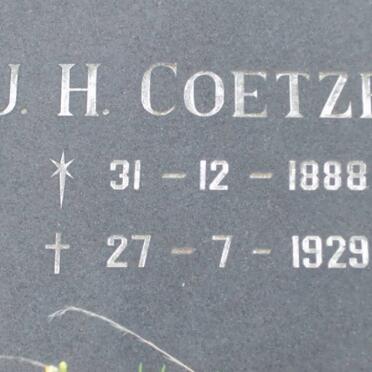 J. H. COETZE
31 - 12 - 1888
27 - 7 - 1929